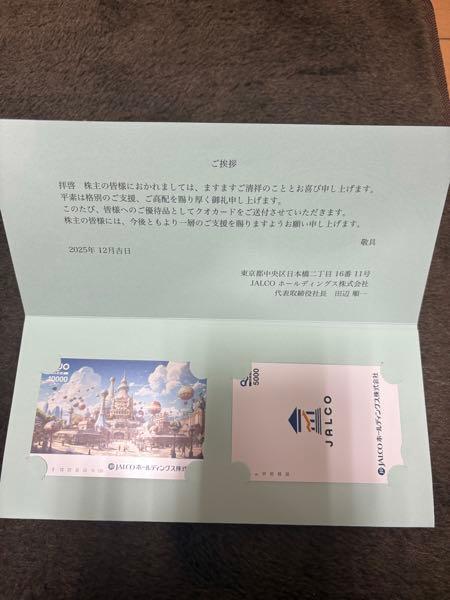 ご挨拶
拝啓　株主の皆様におかれましては、ますますご清祥のこととお喜び申し上げます。
平素は格別のご支援、ご高配を賜り厚く御礼申し上げます。
このたび、皆様へのご優待品としてクオカードをご送付させていただきます。
株主の皆様には、今後ともより一層のご支援を賜りますようお願い申し上げます。
敬具
2025年 12月吉日
東京都中央区日本橋二丁目 16番 11号
JALCO ホールディングス株式会社
代表取締役社長　田辺 順一
10000
JALCOホールディングス株式会社
5000
JALCO
JALCOホールディングス株式会社